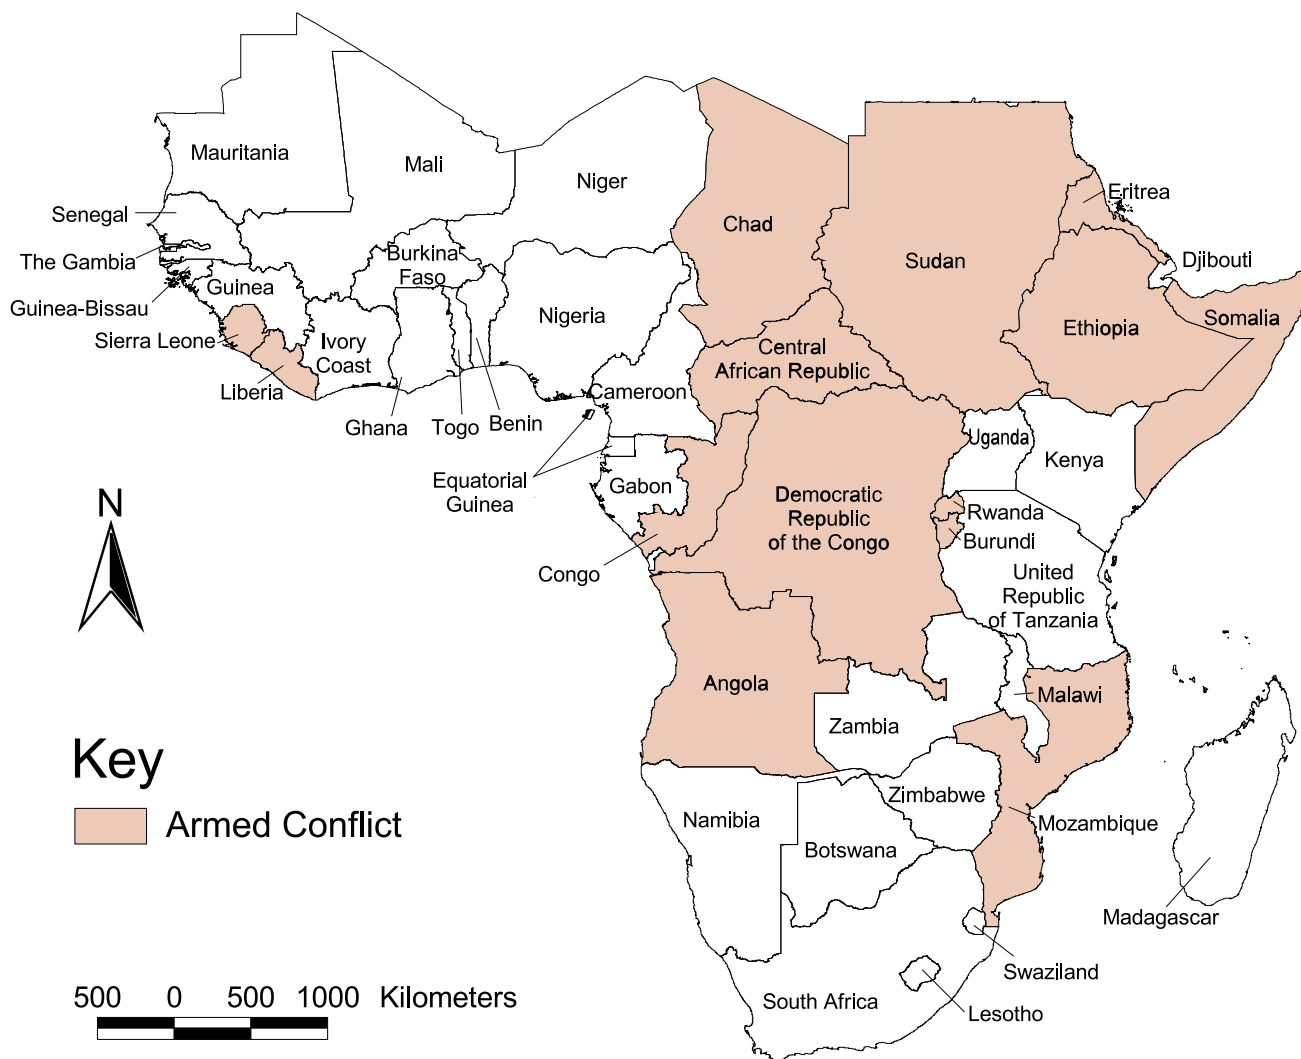 Mauritania
Mali
Niger
Chad
Sudan
Eritrea
Senegal
The Gambia
Guinea-Bissau
Guinea
Sierra Leone
Liberia
Ivory
Coast
Burkina
Faso
Ghana
Togo
Benin
Nigeria
Cameroon
Equatorial
Guinea
Central
African Republic
Djibouti
Ethiopia
Somalia
Uganda
Kenya
Gabon
Congo
Democratic
Republic
of the Congo
Rwanda
Burundi
United
Republic
of Tanzania
Angola
Zambia
Malawi
Mozambique
Zimbabwe
Namibia
Botswana
Madagascar
Swaziland
Lesotho
South Africa
N
Key
Armed Conflict
500 0 500 1000 Kilometers